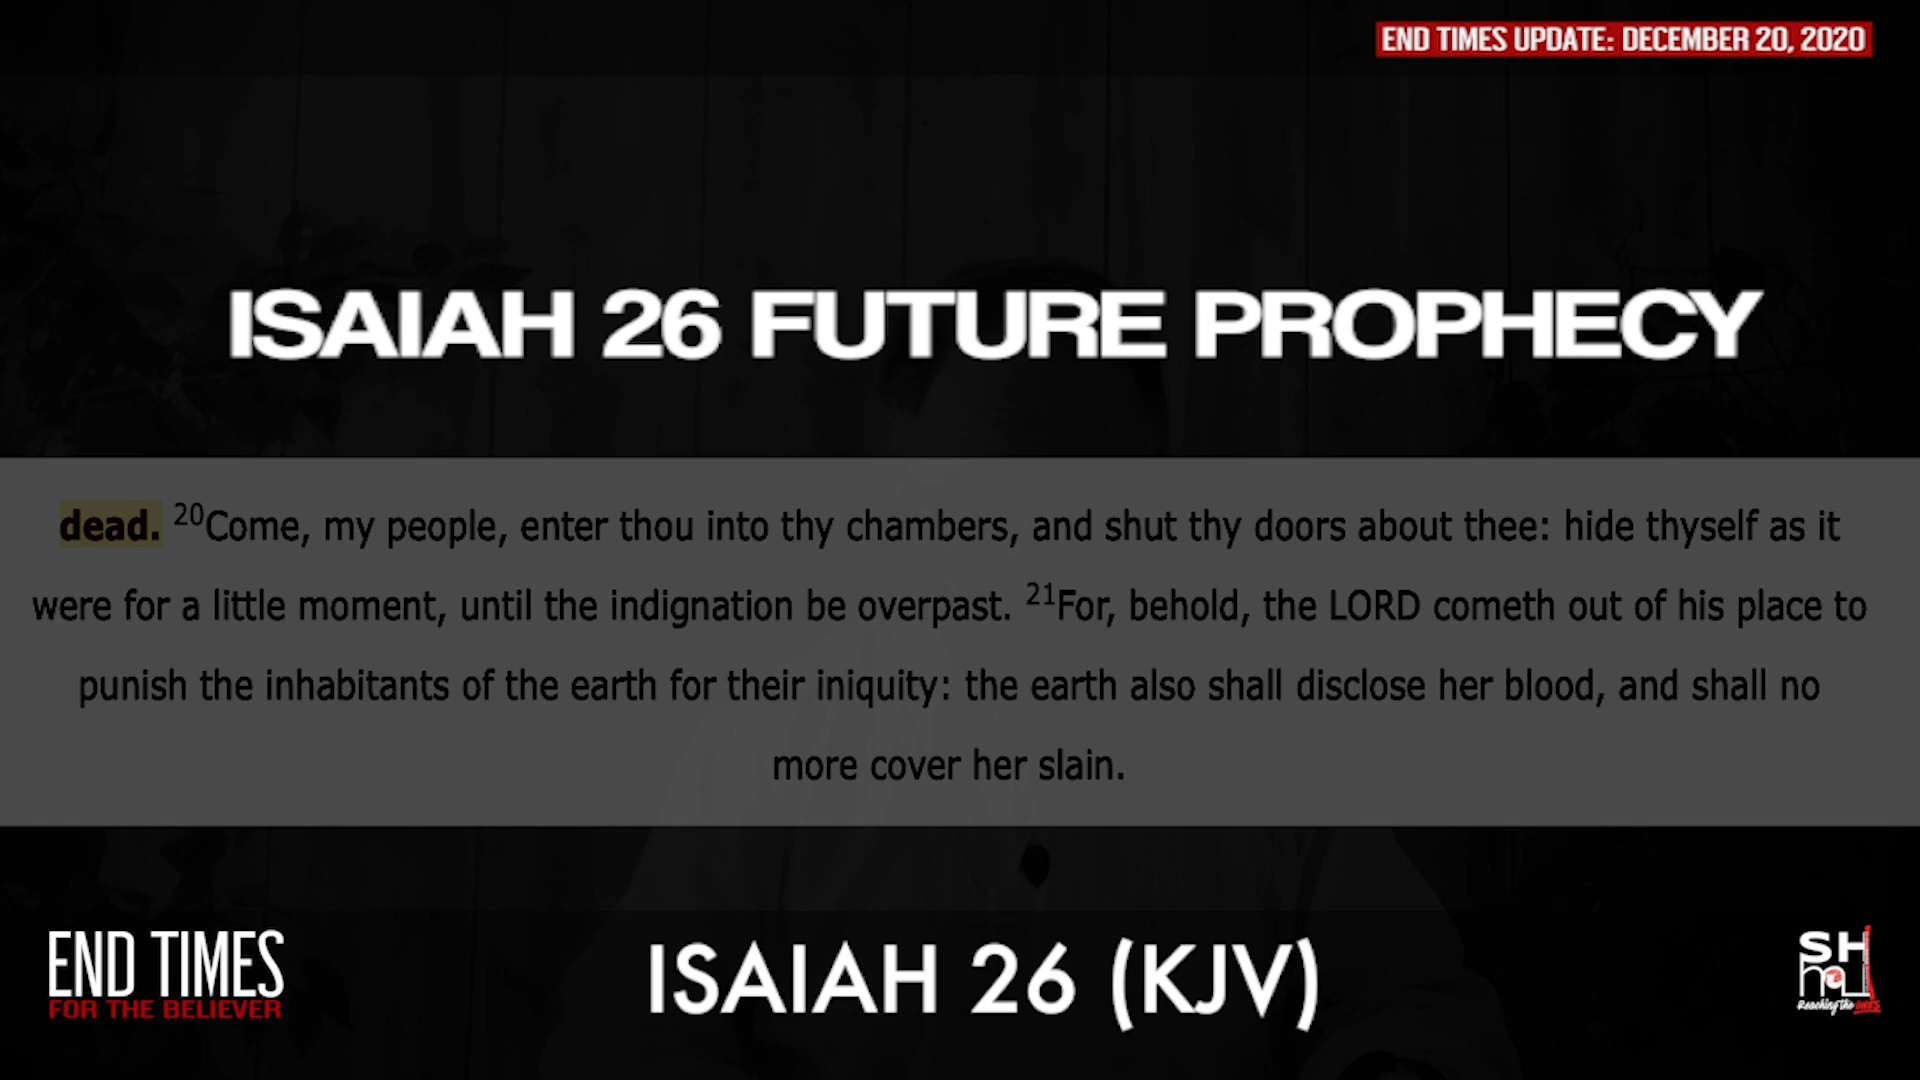 END TIMES UPDATE: DECEMBER 20, 2020
ISAIAH 26 FUTURE PROPHECY
dead. 20Come, my people, enter thou into thy chambers, and shut thy doors about thee: hide thyself as it
were for a little moment, until the indignation be overpast. 21For, behold, the LORD cometh out of his place to
punish the inhabitants of the earth for their iniquity: the earth also shall disclose her blood, and shall no
more cover her slain.
END TIMES
FOR THE BELIEVER
ISAIAH 26 (KJV)
SH
Reaching the ONES